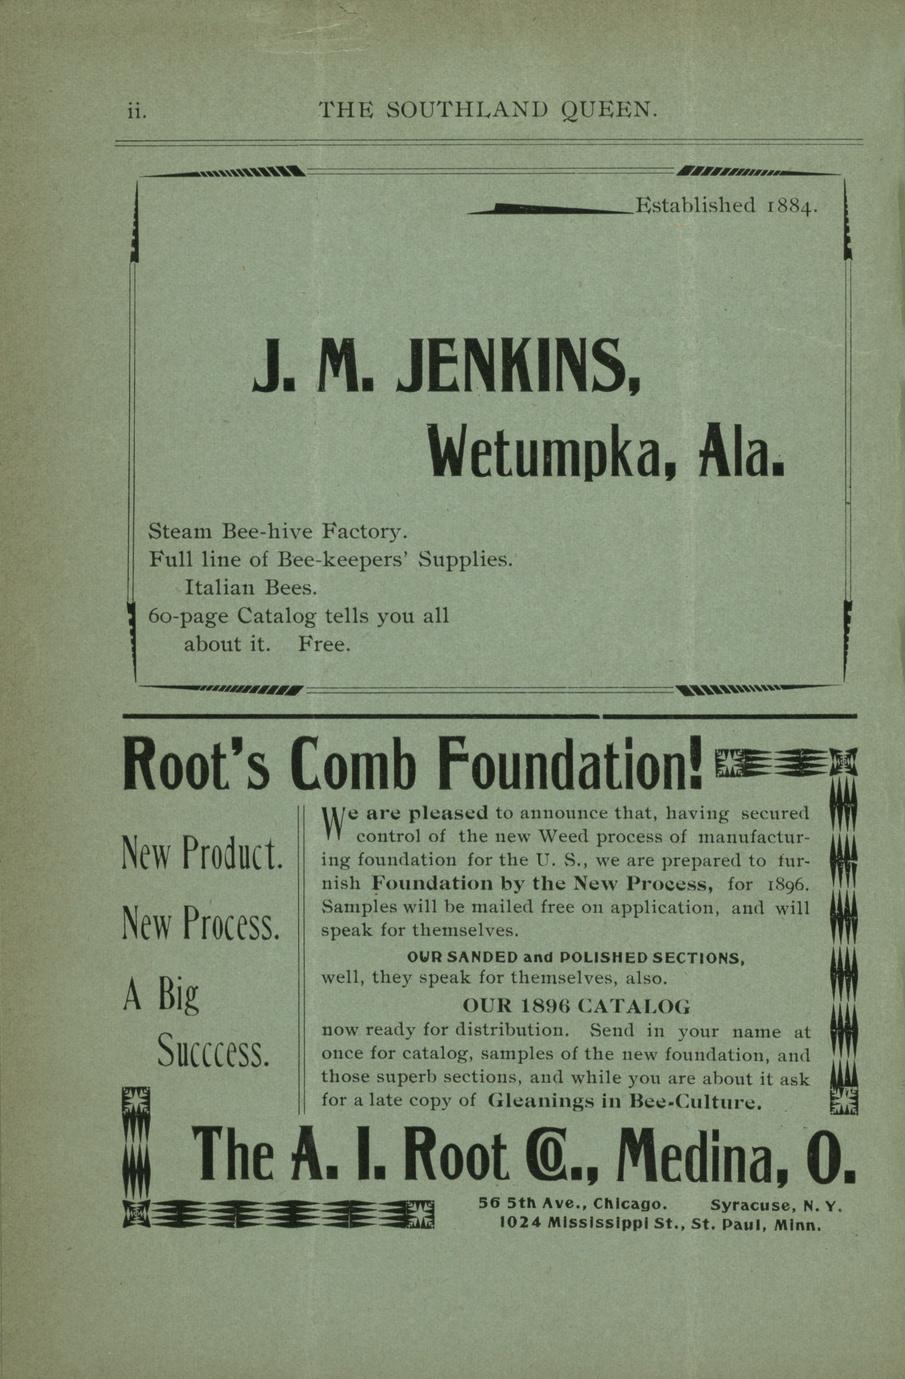 ii.
THE SOUTHLAND QUEEN.
Established 1884.
J. M. JENKINS,
Wetumpka, Ala.
Steam Bee-hive Factory.
Full line of Bee-keepers' Supplies.
Italian Bees.
60-page Catalog tells you all
about it. Free.
Root's Comb Foundation!
New Product.
New Process.
A Big
Succcess.
We are pleased to announce that, having secured
control of the new Weed process of manufactur-
ing foundation for the U. S., we are prepared to fur-
nish Foundation by the New Process, for 1896.
Samples will be mailed free on application, and will
speak for themselves.
OUR SANDED and POLISHED SECTIONS,
well, they speak for themselves, also.
OUR 1896 CATALOG
now ready for distribution. Send in your name at
once for catalog, samples of the new foundation, and
those superb sections, and while you are about it ask
for a late copy of Gleanings in Bee-Culture.
The A. I. Root Co., Medina, O.
56 5th Ave., Chicago. Syracuse, N. Y.
1024 Mississippi St., St. Paul, Minn.